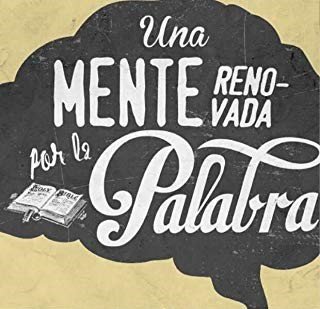 Una
MENTE RENO-
VADA
por la
Palabra